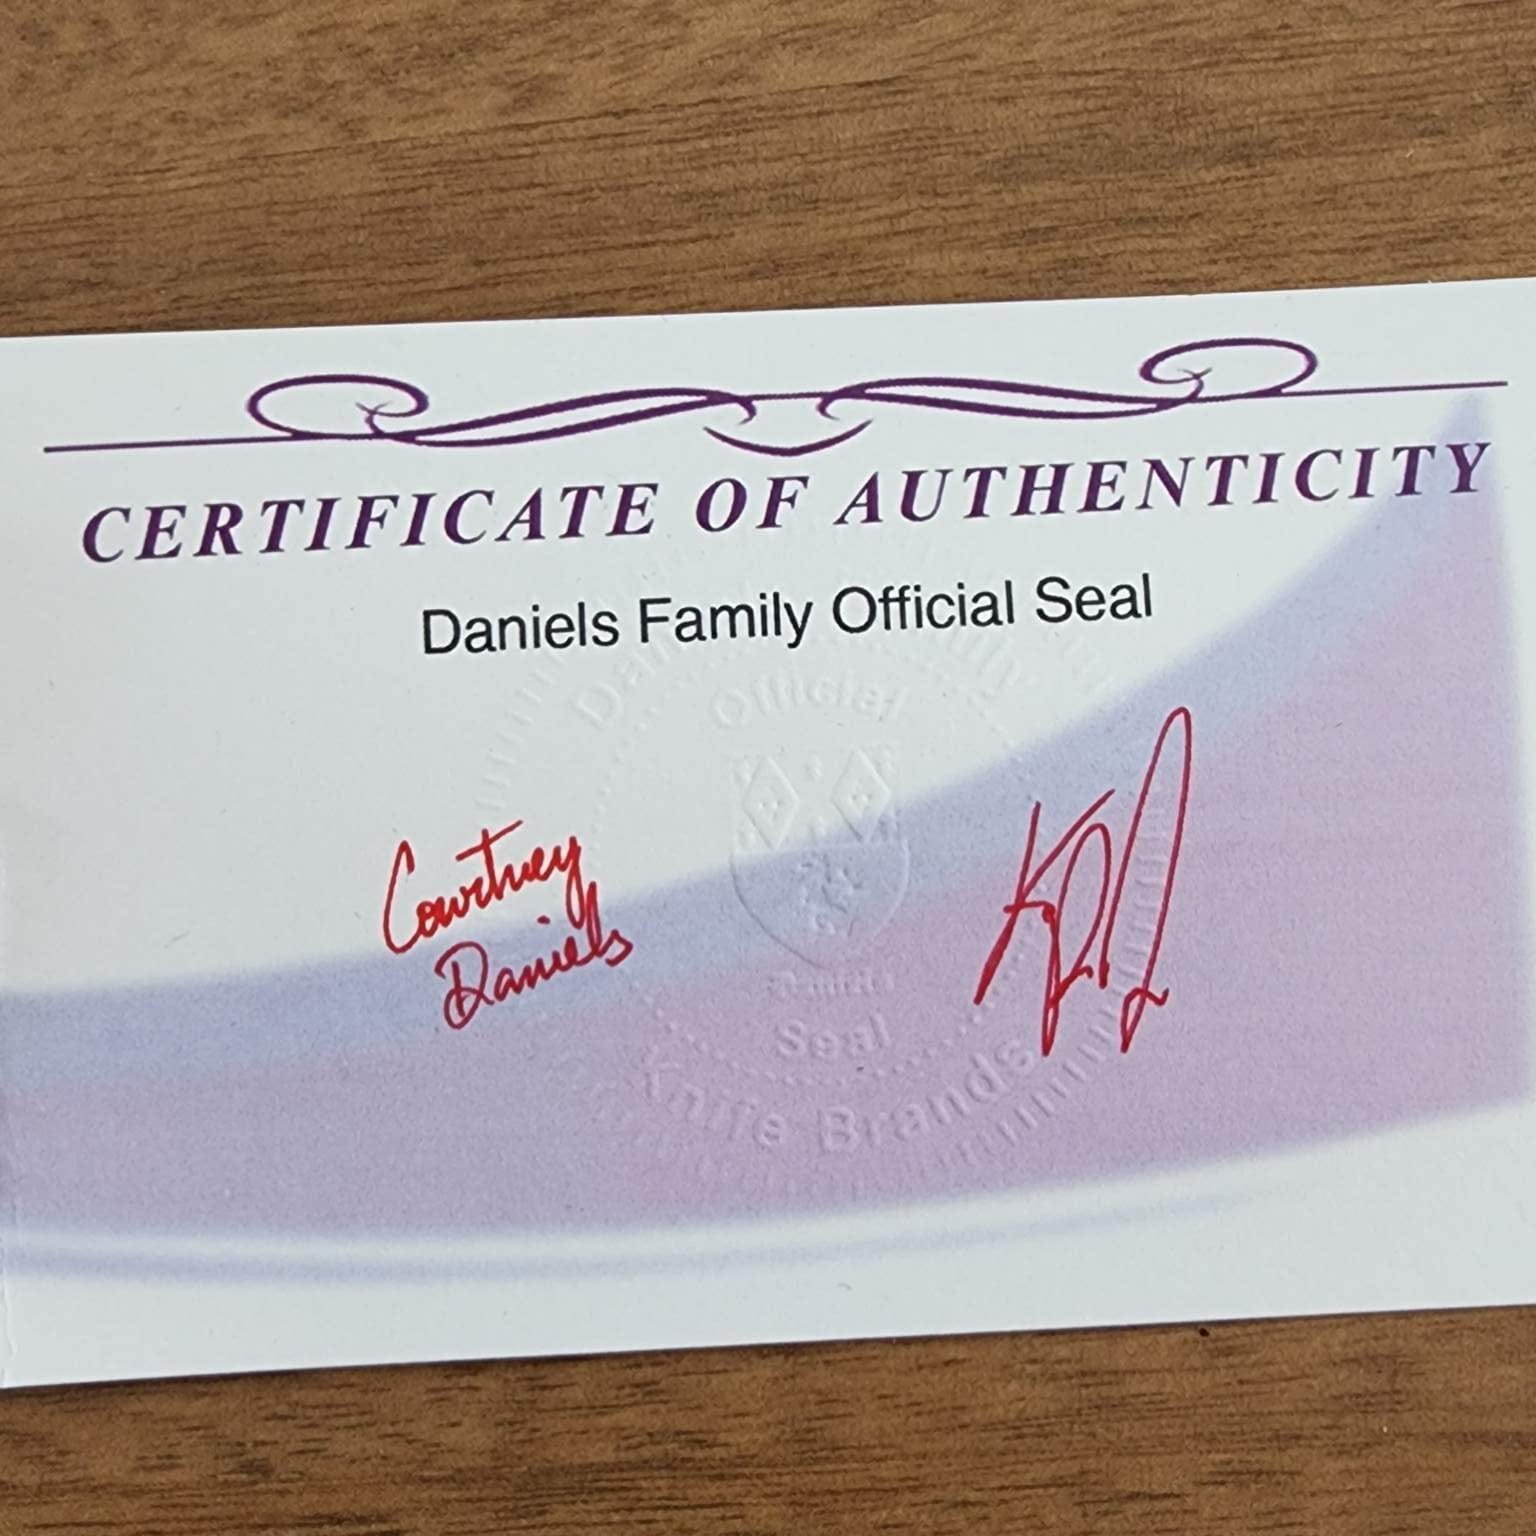 CERTIFICATE OF AUTHENTICITY
Daniels Family Official Seal
Official
Courtney
Daniels
Seal
Knife Brands